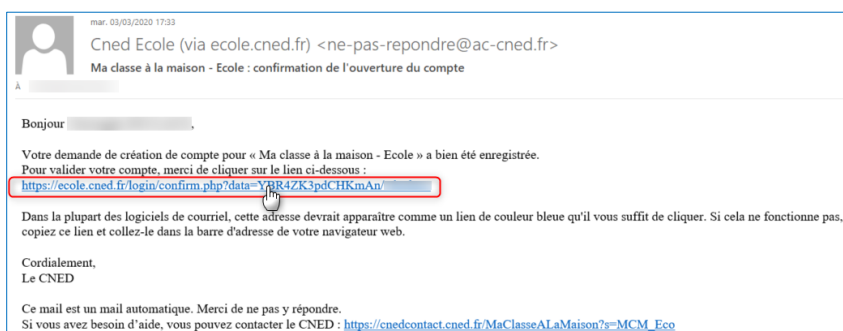 mar. 03/03/2020 17:33
Cned Ecole (via ecole.cned.fr) <ne-pas-repondre@ac-cned.fr>
Ma classe à la maison - Ecole : confirmation de l'ouverture du compte
À
Bonjour ,
Votre demande de création de compte pour « Ma classe à la maison - Ecole » a bien été enregistrée.
Pour valider votre compte, merci de cliquer sur le lien ci-dessous :
https://ecole.cned.fr/login/confirm.php?data=YBR4ZK3pdCHKmAn/
Dans la plupart des logiciels de courriel, cette adresse devrait apparaître comme un lien de couleur bleue qu'il vous suffit de cliquer. Si cela ne fonctionne pas,
copiez ce lien et collez-le dans la barre d'adresse de votre navigateur web.
Cordialement,
Le CNED
Ce mail est un mail automatique. Merci de ne pas y répondre.
Si vous avez besoin d'aide, vous pouvez contacter le CNED : https://cnedcontact.cned.fr/MaClasseALaMaison?s=MCM_Eco